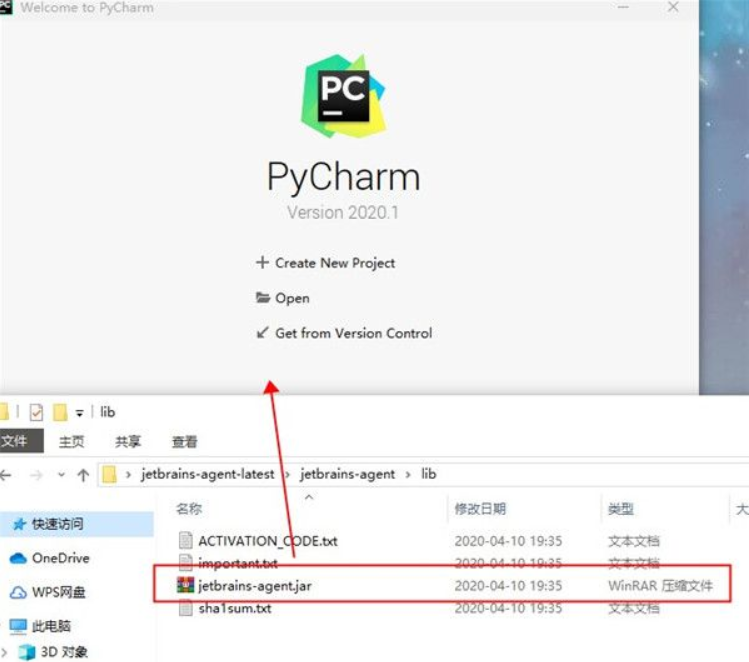 PC Welcome to PyCharm
PC
PyCharm
Version 2020.1
Create New Project
Open
Get from Version Control
lib
文件 主页 共享 查看
jetbrains-agent-latest jetbrains-agent lib
名称 修改日期 类型 大
快速访问
ACTIVATION_CODE.txt 2020-04-10 19:35 文本文档
OneDrive
important.txt 2020-04-10 19:35 文本文档
WPS网盘
jetbrains-agent.jar 2020-04-10 19:35 WinRAR 压缩文件
sha1sum.txt 2020-04-10 19:35 文本文档
此电脑
3D 对象